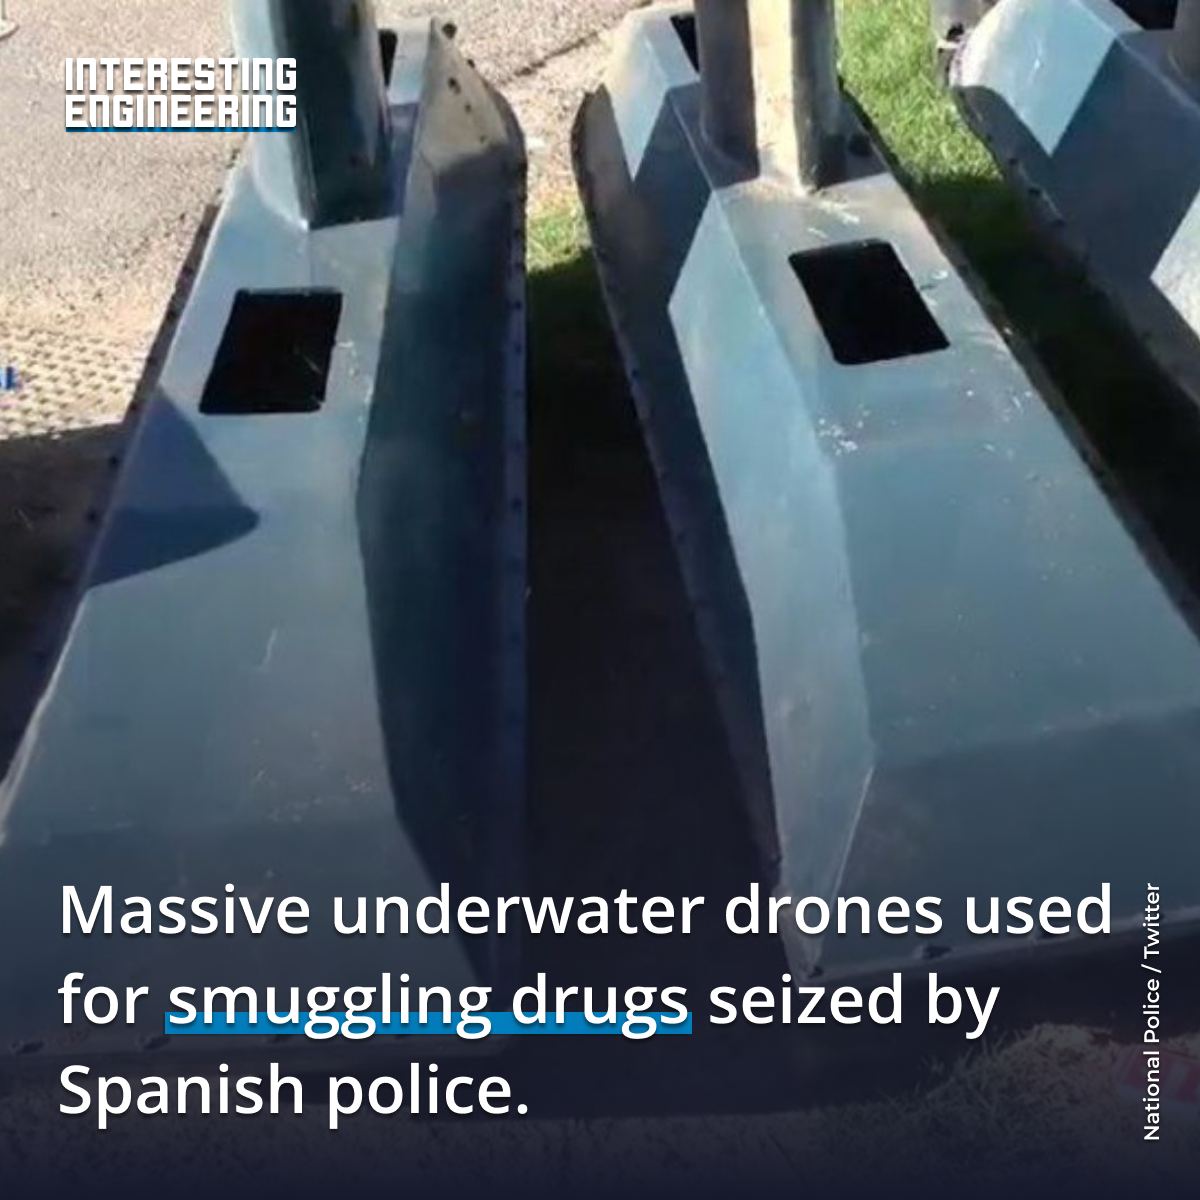 INTERESTING
ENGINEERING
Massive underwater drones used
for smuggling drugs seized by
Spanish police.
National Police / Twitter